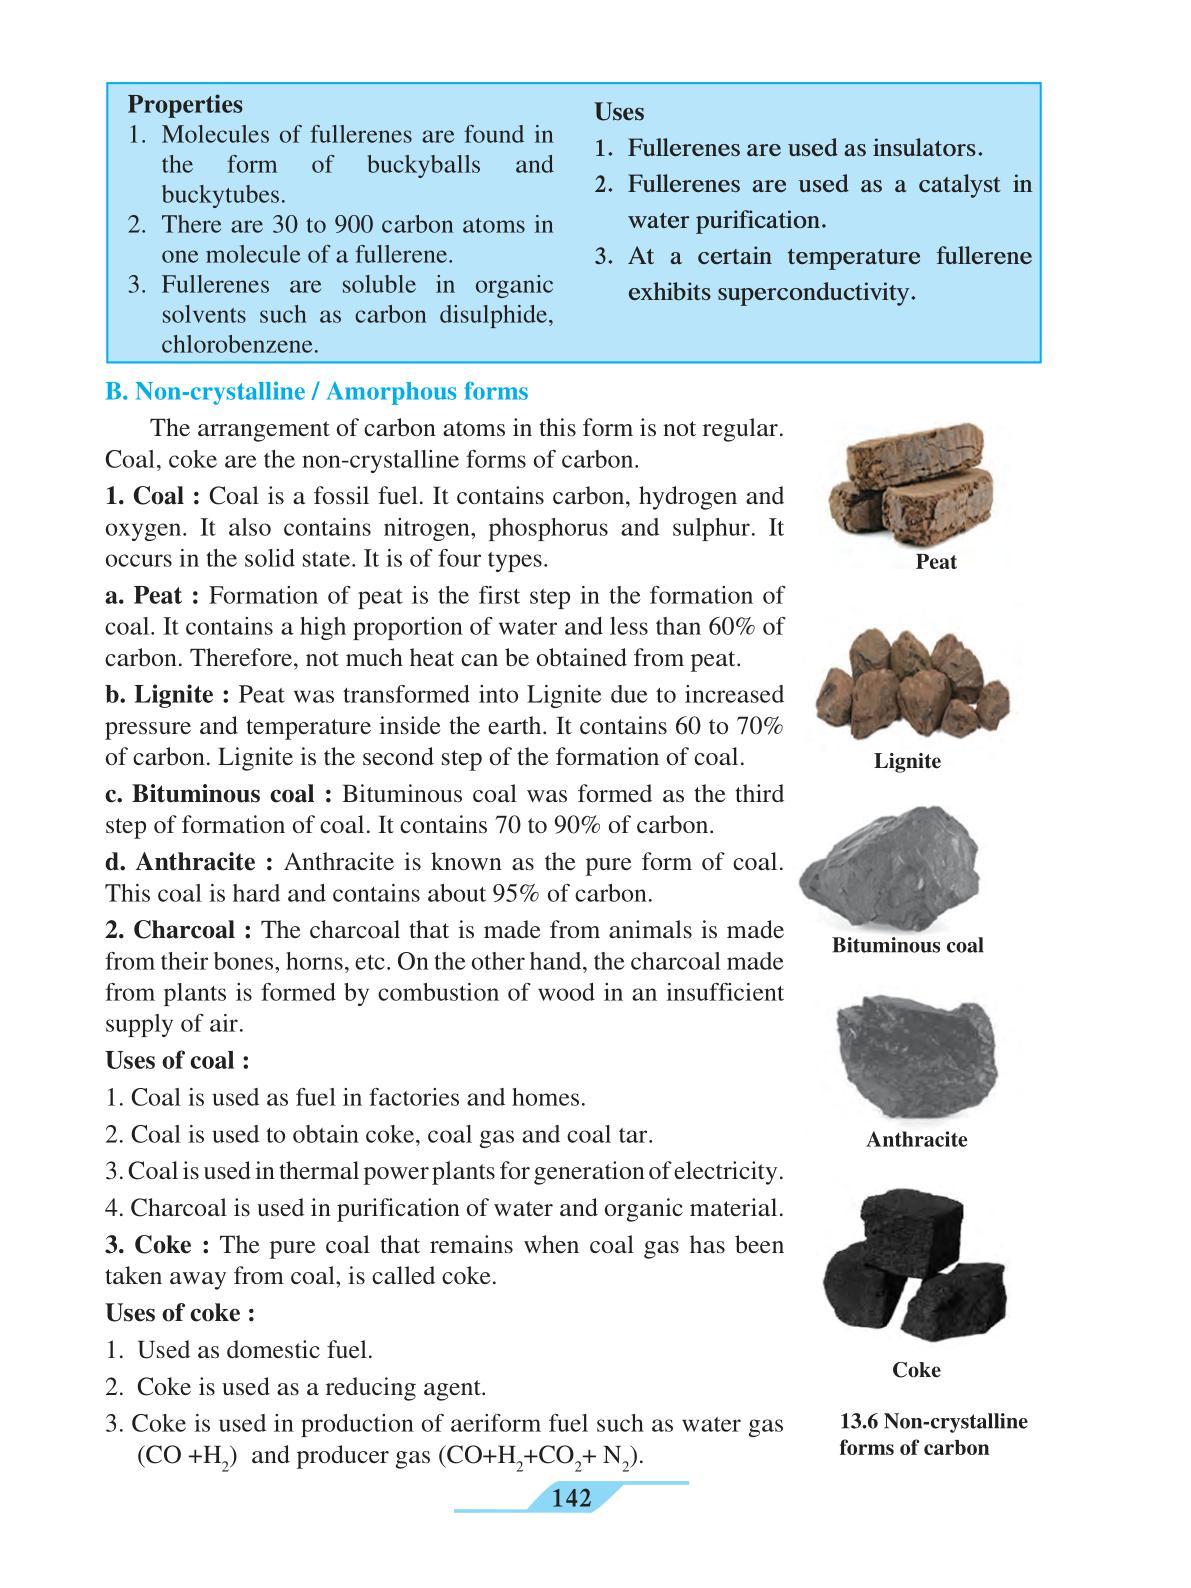 Properties
1. Molecules of fullerenes are found in
the form of buckyballs and
buckytubes.
2. There are 30 to 900 carbon atoms in
one molecule of a fullerene.
3. Fullerenes are soluble in organic
solvents such as carbon disulphide,
chlorobenzene.
Uses
1. Fullerenes are used as insulators.
2. Fullerenes are used as a catalyst in
water purification.
3. At a certain temperature fullerene
exhibits superconductivity.
B. Non-crystalline / Amorphous forms
The arrangement of carbon atoms in this form is not regular.
Coal, coke are the non-crystalline forms of carbon.
1. Coal : Coal is a fossil fuel. It contains carbon, hydrogen and
oxygen. It also contains nitrogen, phosphorus and sulphur. It
occurs in the solid state. It is of four types.
a. Peat : Formation of peat is the first step in the formation of
coal. It contains a high proportion of water and less than 60% of
carbon. Therefore, not much heat can be obtained from peat.
b. Lignite : Peat was transformed into Lignite due to increased
pressure and temperature inside the earth. It contains 60 to 70%
of carbon. Lignite is the second step of the formation of coal.
c. Bituminous coal : Bituminous coal was formed as the third
step of formation of coal. It contains 70 to 90% of carbon.
d. Anthracite : Anthracite is known as the pure form of coal.
This coal is hard and contains about 95% of carbon.
2. Charcoal : The charcoal that is made from animals is made
from their bones, horns, etc. On the other hand, the charcoal made
from plants is formed by combustion of wood in an insufficient
supply of air.
Uses of coal :
1. Coal is used as fuel in factories and homes.
2. Coal is used to obtain coke, coal gas and coal tar.
3. Coal is used in thermal power plants for generation of electricity.
4. Charcoal is used in purification of water and organic material.
3. Coke : The pure coal that remains when coal gas has been
taken away from coal, is called coke.
Uses of coke :
1. Used as domestic fuel.
2. Coke is used as a reducing agent.
3. Coke is used in production of aeriform fuel such as water gas
(CO +H₂) and producer gas (CO+H₂+CO₂+ N₂).
Peat
Lignite
Bituminous coal
Anthracite
Coke
13.6 Non-crystalline
forms of carbon
142